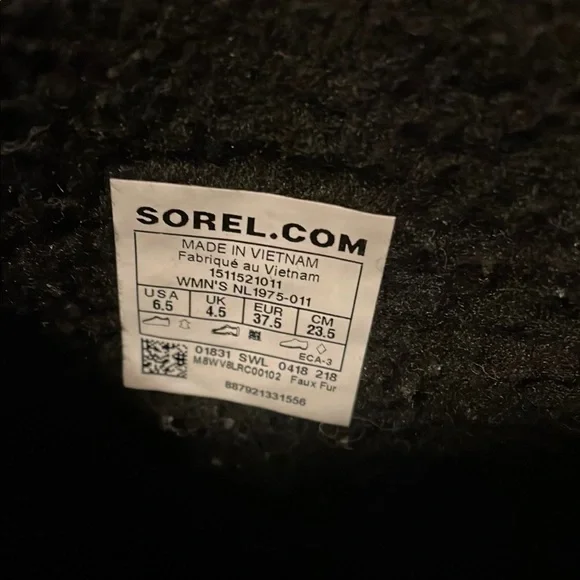 SOREL.COM
MADE IN VIETNAM
Fabriqué au Vietnam
1511521011
WMN'S NL1975-011
USA UK EUR CM
6.5 4.5 37.5 23.5
ECA-3
01831 SWL 0418 218
M8WV8LRC00102 Faux Fur
887921331556